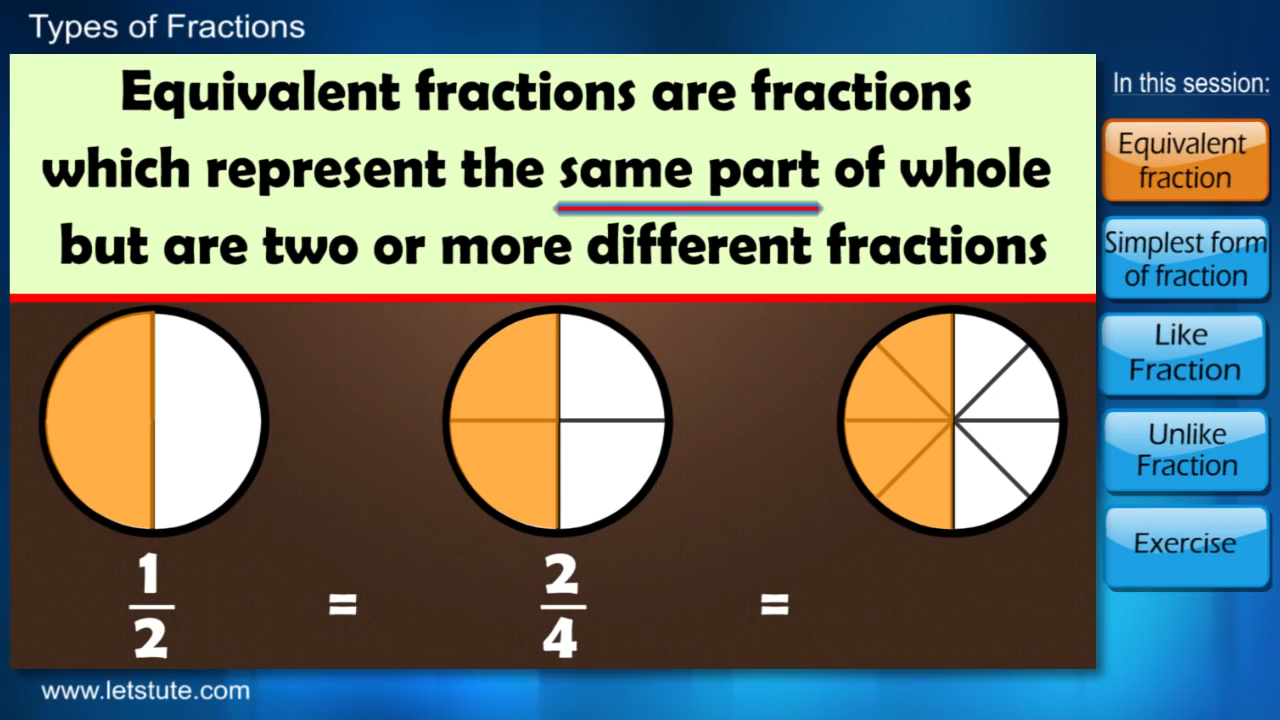 Types of Fractions
Equivalent fractions are fractions
which represent the same part of whole
but are two or more different fractions
1
2
=
2
4
=
In this session:
Equivalent
fraction
Simplest form
of fraction
Like
Fraction
Unlike
Fraction
Exercise
www.letstute.com